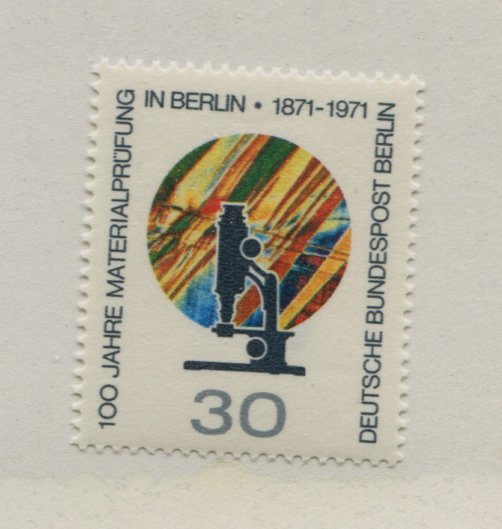 100 JAHRE MATERIALPRÜFUNG
IN BERLIN • 1871-1971
DEUTSCHE BUNDESPOST BERLIN
30